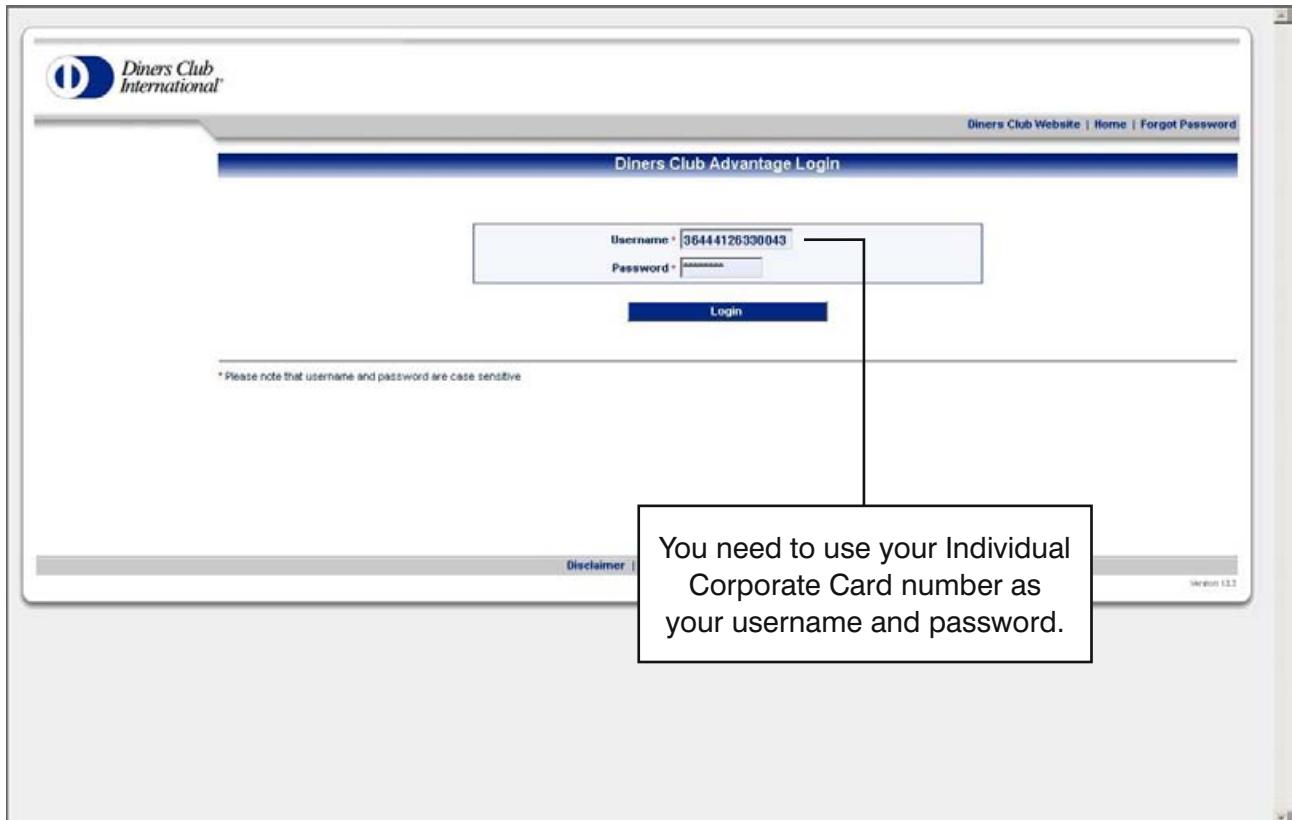 Diners Club
International®
Diners Club Website | Home | Forgot Password
Diners Club Advantage Login
Username * 36444126330043
Password * ********
Login
* Please note that username and password are case sensitive
You need to use your Individual
Corporate Card number as
your username and password.
Disclaimer |